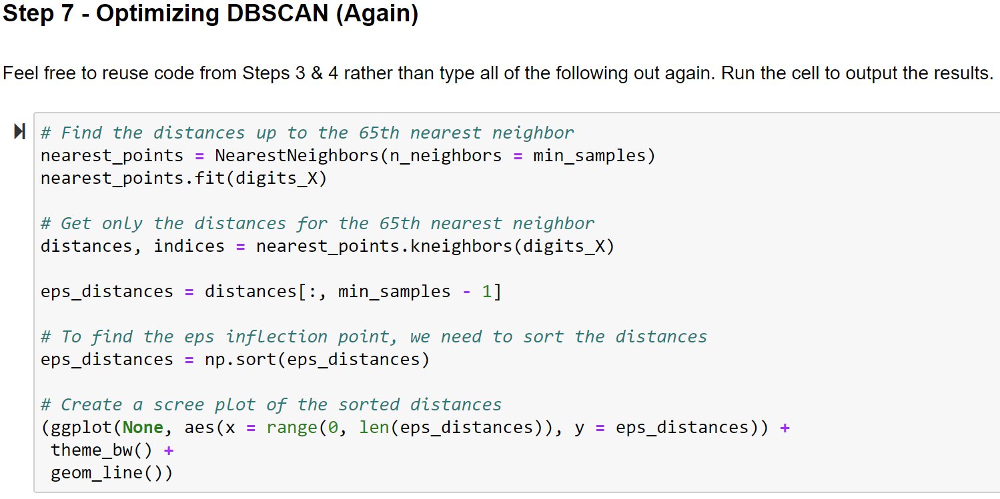 Step 7 - Optimizing DBSCAN (Again)
Feel free to reuse code from Steps 3 & 4 rather than type all of the following out again. Run the cell to output the results.
# Find the distances up to the 65th nearest neighbor
nearest_points = NearestNeighbors(n_neighbors = min_samples)
nearest_points.fit(digits_X)
# Get only the distances for the 65th nearest neighbor
distances, indices = nearest_points.kneighbors(digits_X)
eps_distances = distances[:, min_samples - 1]
# To find the eps inflection point, we need to sort the distances
eps_distances = np.sort(eps_distances)
# Create a scree plot of the sorted distances
(ggplot(None, aes(x = range(0, len(eps_distances)), y = eps_distances)) +
 theme_bw() +
 geom_line())